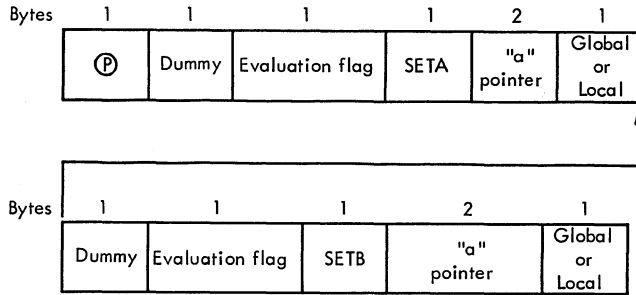 Bytes 1 1 1 1 2 1
Ⓟ Dummy Evaluation flag SETA "a" pointer Global or Local
Bytes 1 1 1 2 1
Dummy Evaluation flag SETB "a" pointer Global or Local